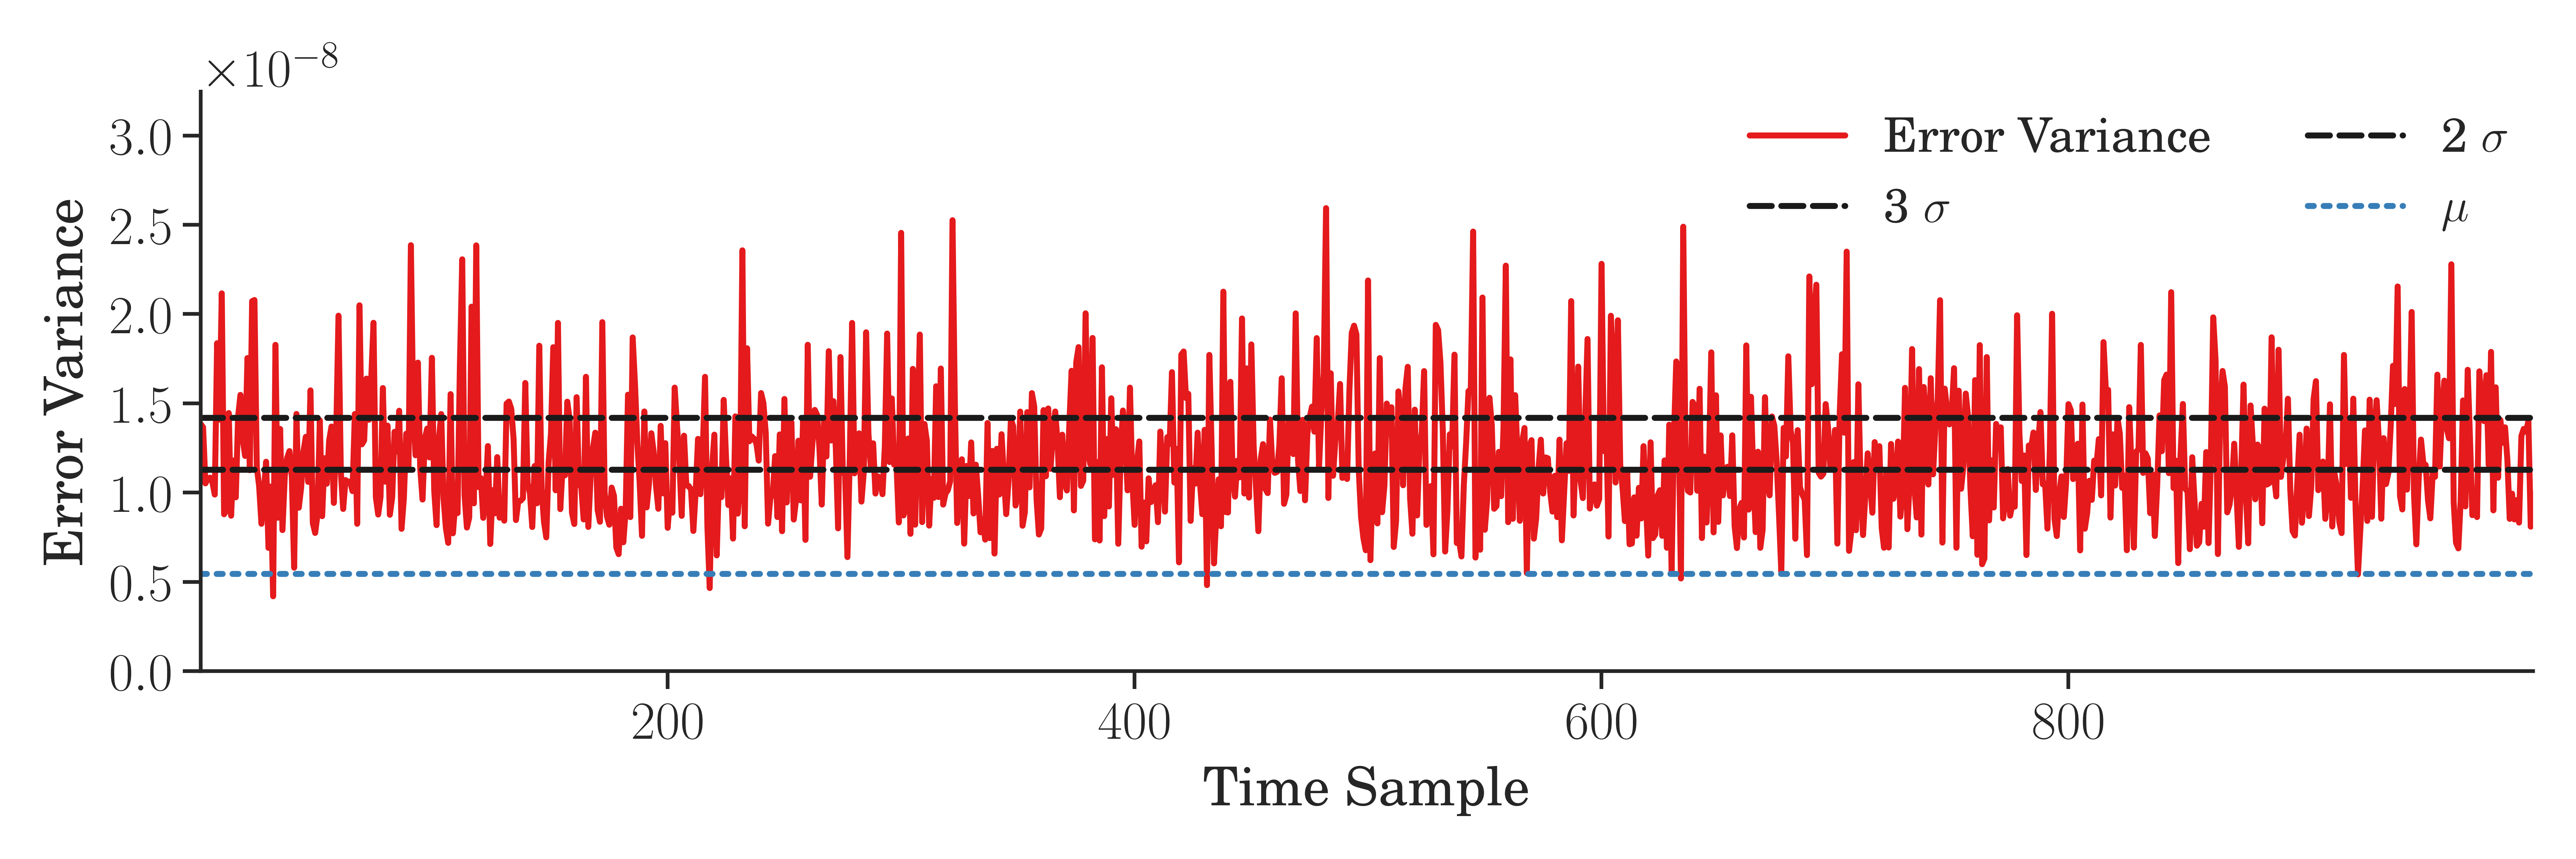 ×10⁻⁸
3.0
2.5
2.0
1.5
1.0
0.5
0.0
Error Variance
Error Variance
3 σ
2 σ
μ
200 400 600 800
Time Sample